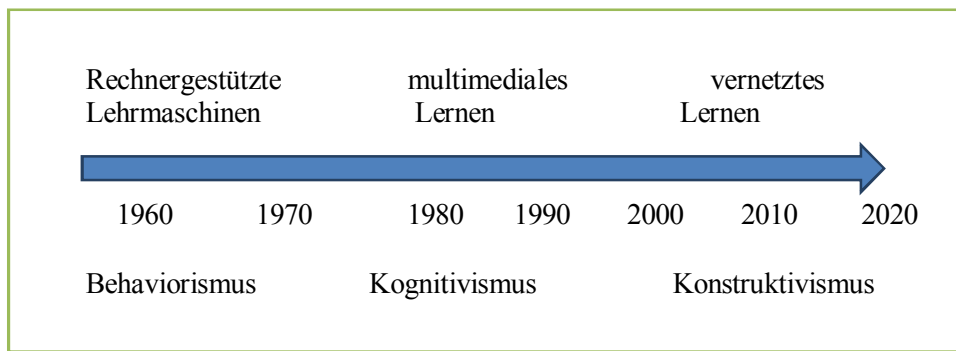 Rechnergestützte multimediales vernetztes
Lehrmaschinen Lernen Lernen
1960 1970 1980 1990 2000 2010 2020
Behaviorismus Kognitivismus Konstruktivismus